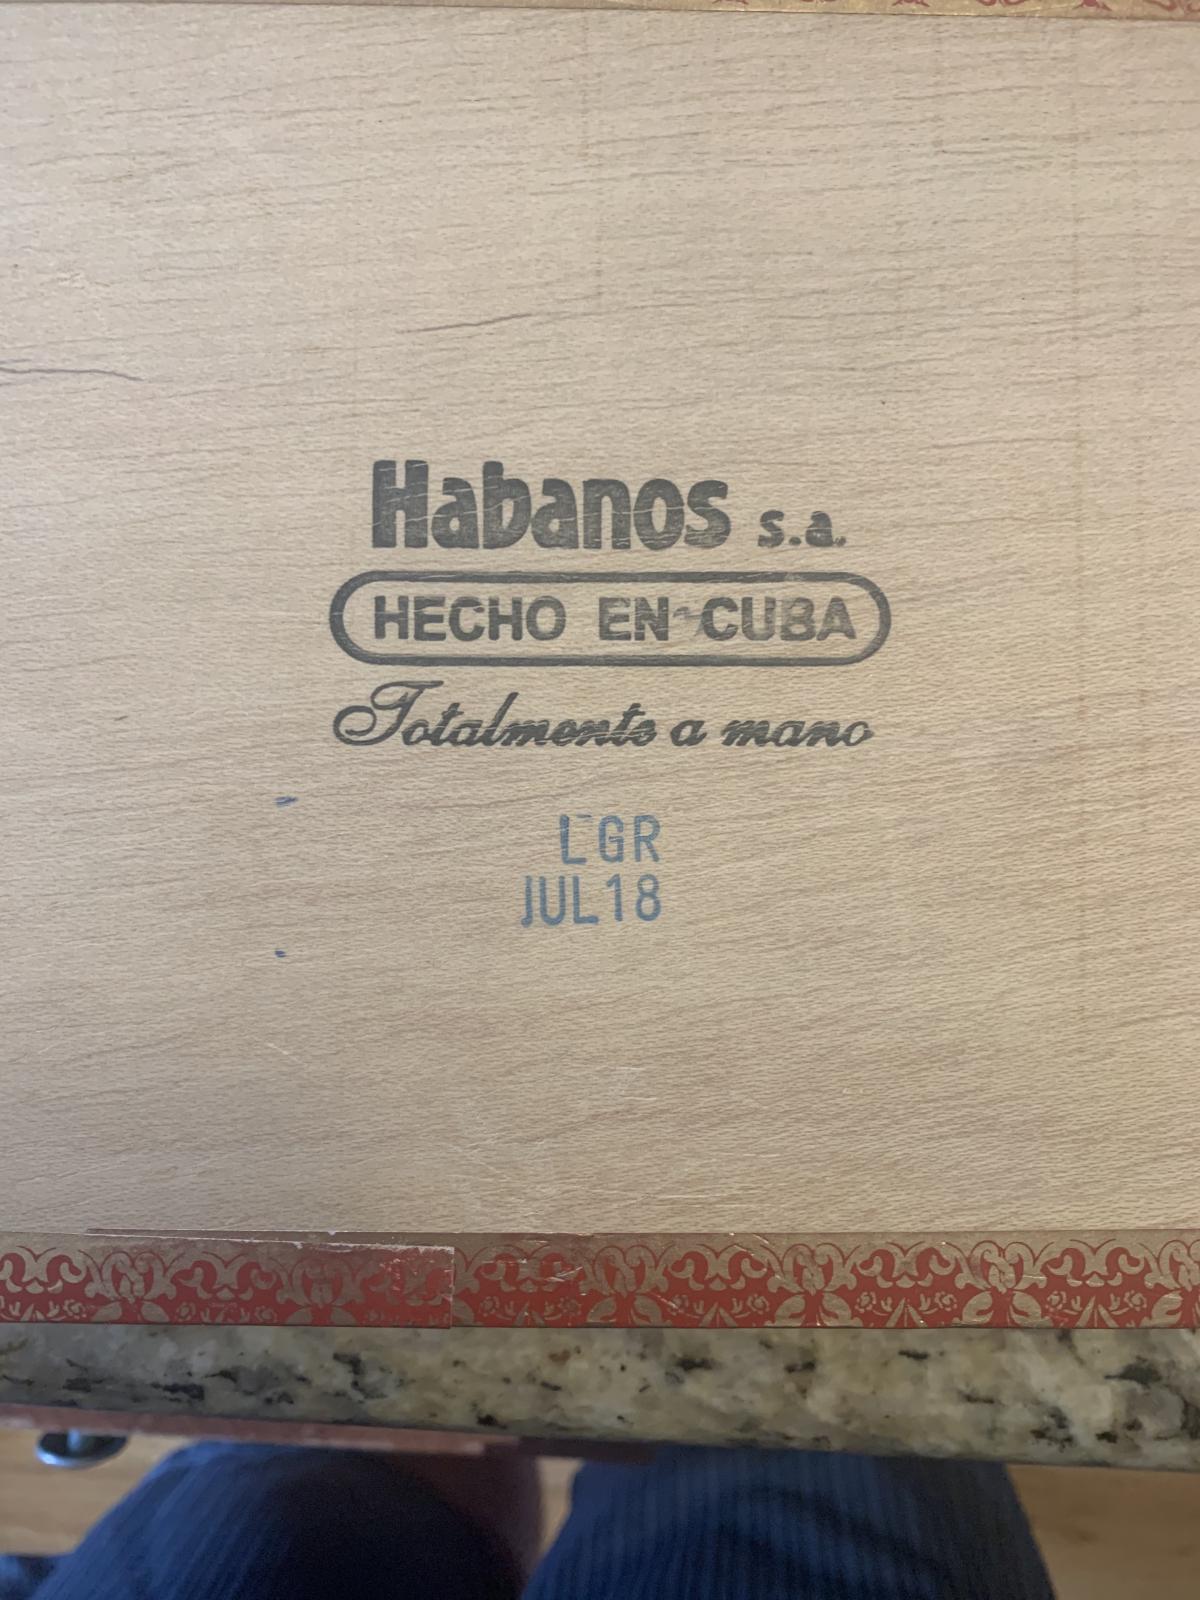 Habanos s.a.
HECHO EN CUBA
Totalmente a mano
LGR
JUL18